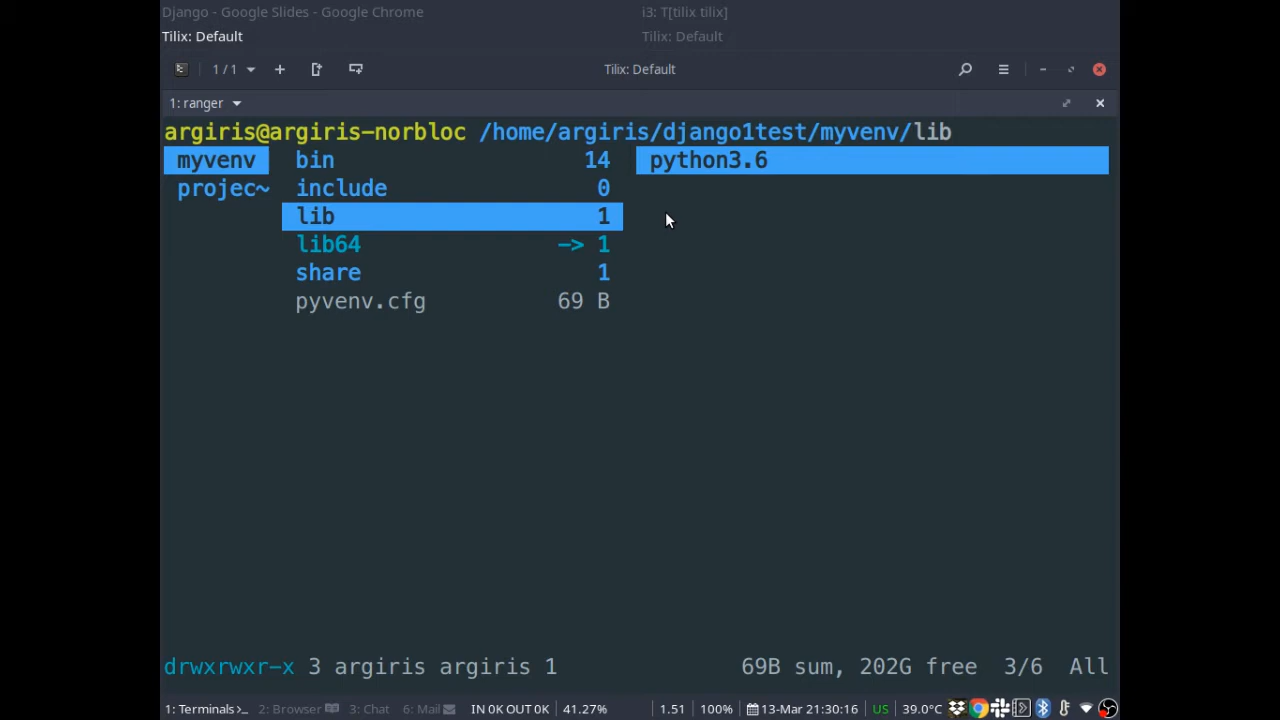 Django - Google Slides - Google Chrome
i3: T[tilix tilix]
Tilix: Default
Tilix: Default
1 / 1
Tilix: Default
1: ranger
argiris@argiris-norbloc /home/argiris/django1test/myvenv/lib
myvenv bin 14 python3.6
projec~ include 0
lib 1
lib64 -> 1
share 1
pyvenv.cfg 69 B
drwxrwxr-x 3 argiris argiris 1 69B sum, 202G free 3/6 All
1: Terminals 2: Browser 3: Chat 6: Mail IN 0K OUT 0K 41.27% 1.51 100% 13-Mar 21:30:16 US 39.0°C